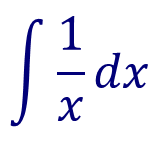 ∫ 1/x dx